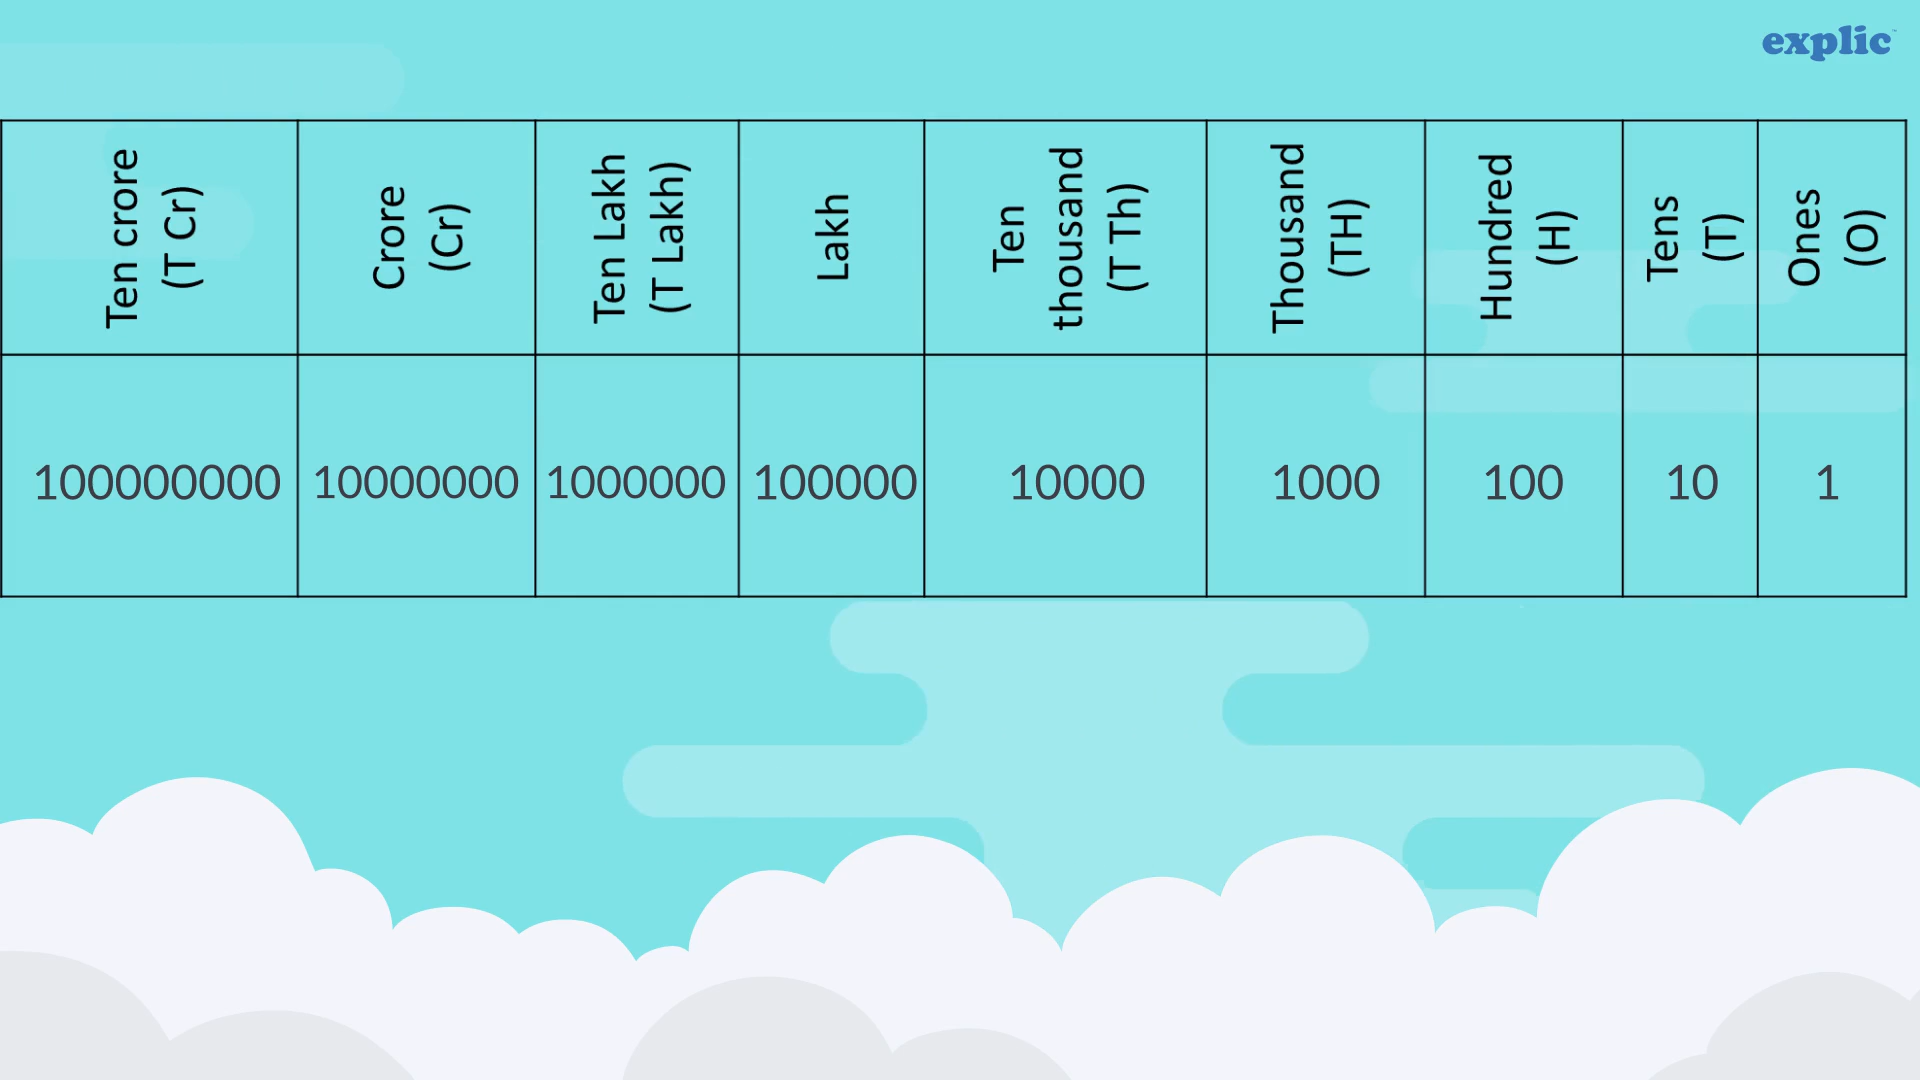 explic
Ten crore
(T Cr)
Crore
(Cr)
Ten Lakh
(T Lakh)
Lakh
Ten
thousand
(T Th)
Thousand
(TH)
Hundred
(H)
Tens
(T)
Ones
(O)
100000000
10000000
1000000
100000
10000
1000
100
10
1